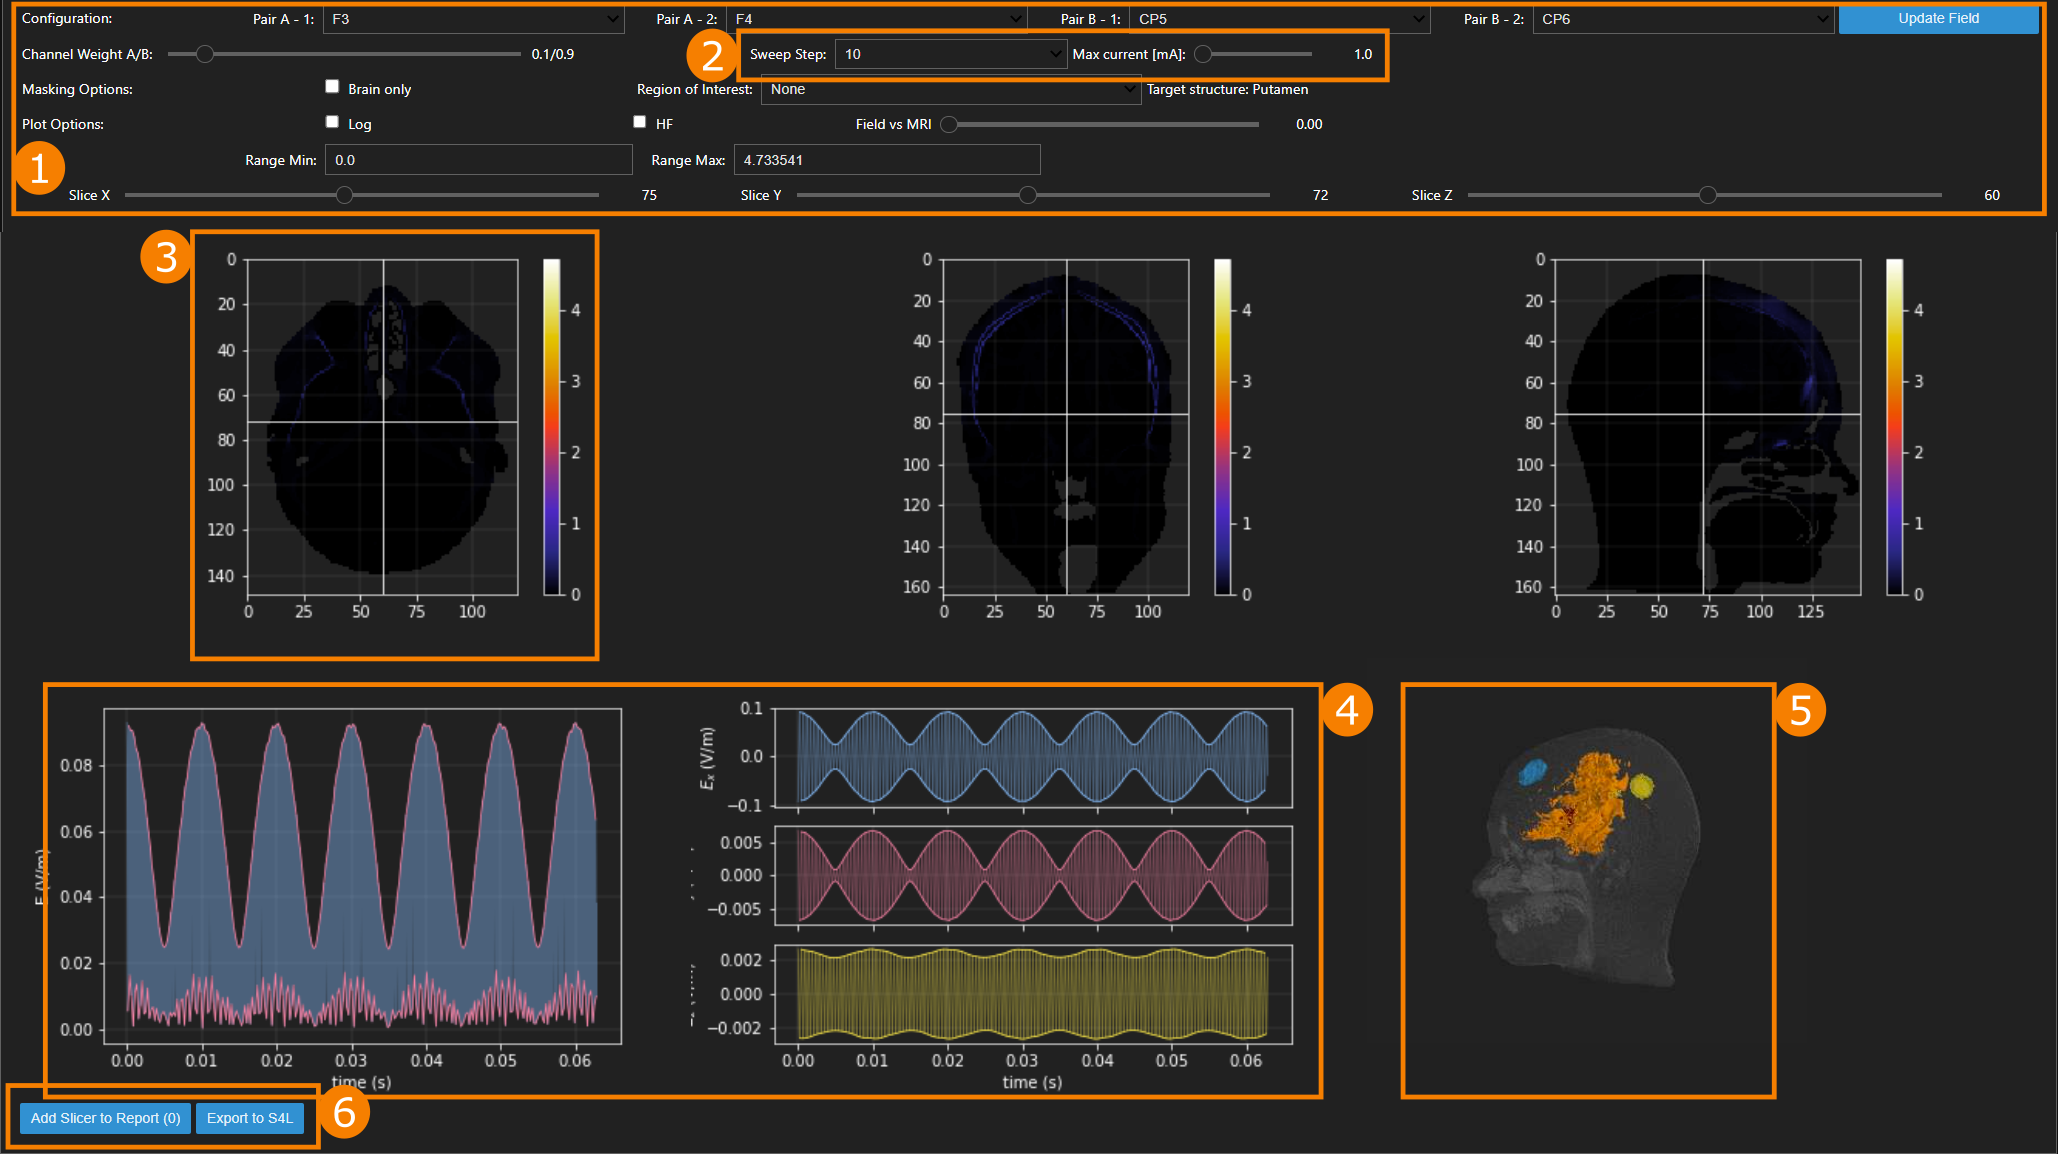 Configuration: Pair A - 1: F3 Pair A - 2: F4 Pair B - 1: CP5 Pair B - 2: CP6 Update Field
Channel Weight A/B: 0.1/0.9 2 Sweep Step: 10 Max current [mA]: 1.0
Masking Options: Brain only Region of Interest: None Target structure: Putamen
Plot Options: Log HF Field vs MRI 0.00
1 Range Min: 0.0 Range Max: 4.733541
Slice X 75 Slice Y 72 Slice Z 60
3
0 20 40 60 80 100 120 140
0 25 50 75 100
4 3 2 1 0
0 20 40 60 80 100 120 140 160
0 25 50 75 100
4 3 2 1 0
0 20 40 60 80 100 120 140 160
0 25 50 75 100 125
4 3 2 1 0
4
E (V/m)
0.08 0.06 0.04 0.02 0.00
0.00 0.01 0.02 0.03 0.04 0.05 0.06
time (s)
Ex (V/m)
0.1 0.0 −0.1
0.005 0.000 −0.005
0.002 0.000 −0.002
0.00 0.01 0.02 0.03 0.04 0.05 0.06
time (s)
5
Add Slicer to Report (0) Export to S4L 6